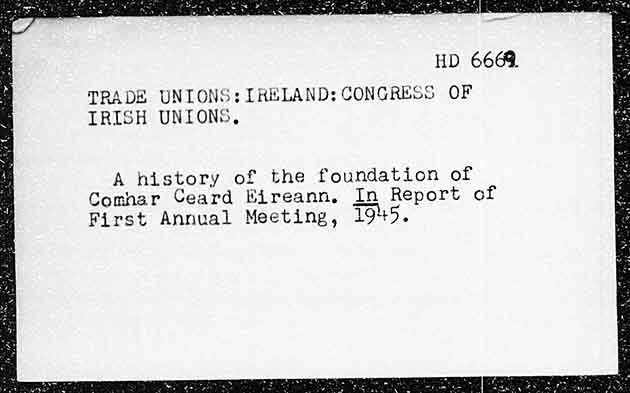 HD 6669
TRADE UNIONS:IRELAND:CONGRESS OF
IRISH UNIONS.
A history of the foundation of
Comhar Ceard Eireann. In Report of
First Annual Meeting, 1945.